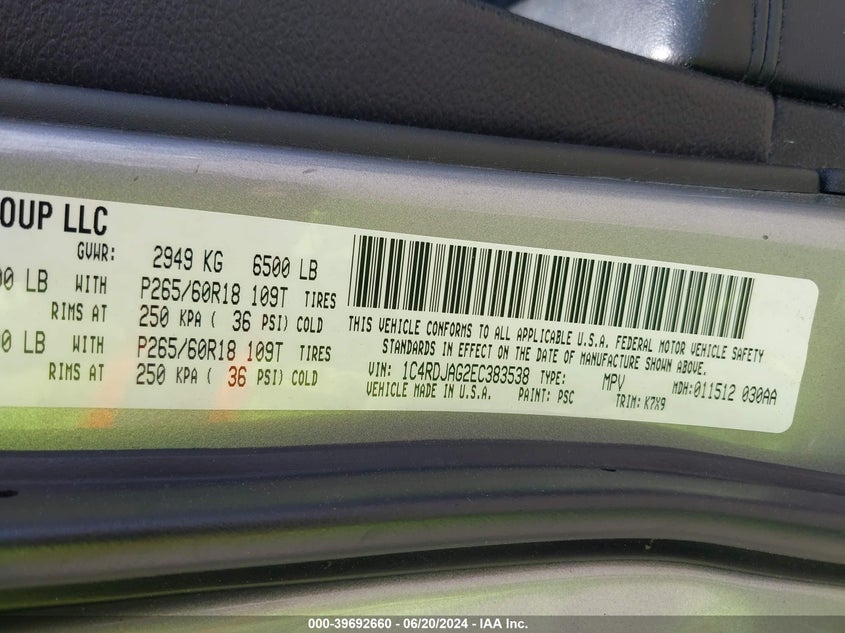 OUP LLC
GVWR: 2949 KG 6500 LB
00 LB WITH P265/60R18 109T TIRES
RIMS AT 250 KPA ( 36 PSI) COLD
0 LB WITH P265/60R18 109T TIRES
RIMS AT 250 KPA ( 36 PSI) COLD
THIS VEHICLE CONFORMS TO ALL APPLICABLE U.S.A. FEDERAL MOTOR VEHICLE SAFETY
STANDARDS IN EFFECT ON THE DATE OF MANUFACTURE SHOWN ABOVE.
VIN: 1C4RDJAG2EC383538 TYPE: MPV MDH:011512 030AA
VEHICLE MADE IN U.S.A. PAINT: PSC TRIM: K7X9
000-39692660 - 06/20/2024 - IAA Inc.